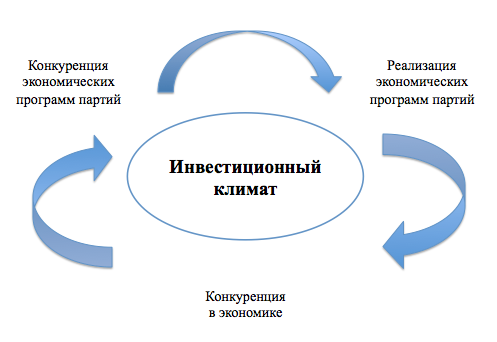 Конкуренция
экономических
программ партий
Реализация
экономических
программ партий
Инвестиционный
климат
Конкуренция
в экономике